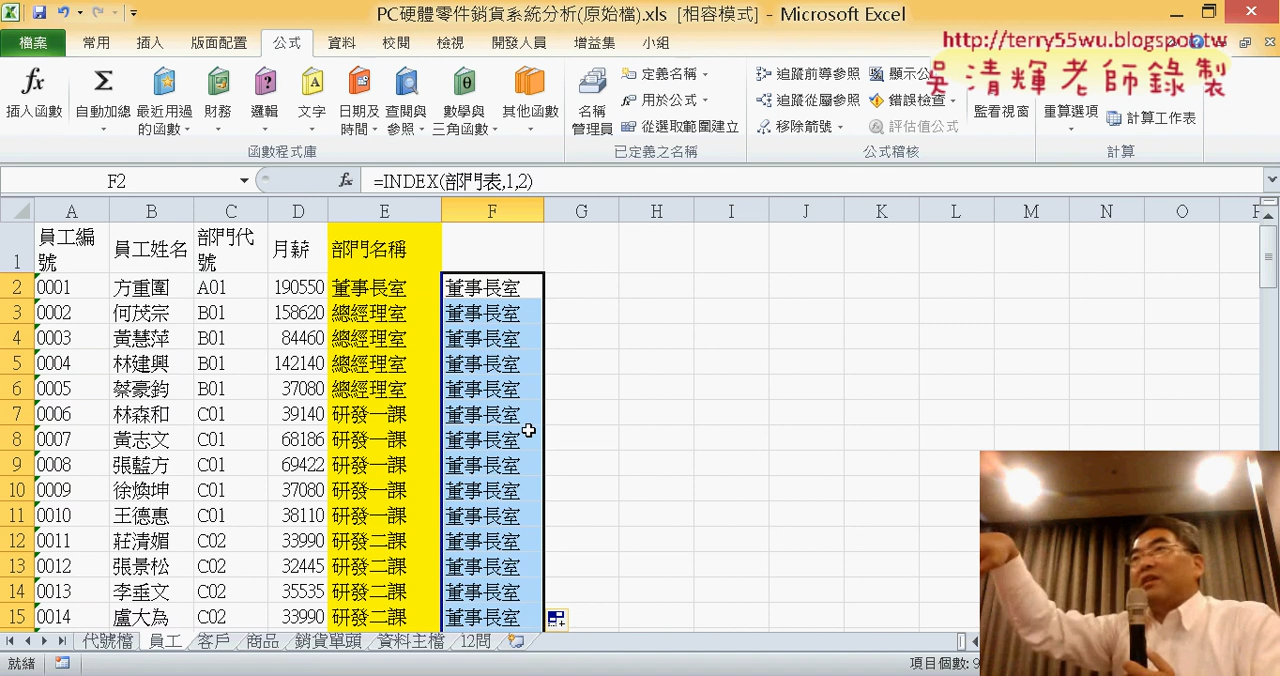 PC硬體零件銷貨系統分析(原始檔).xls [相容模式] - Microsoft Excel
檔案 常用 插入 版面配置 公式 資料 校閱 檢視 開發人員 增益集 小組
http://terry55wu.blogspot.tw
吳清輝老師錄製
fx 插入函數
Σ 自動加總
最近用過的函數
財務
? 邏輯
A 文字
日期及時間
查閱與參照
θ 數學與三角函數
其他函數
函數程式庫
名稱管理員
定義名稱
用於公式
從選取範圍建立
已定義之名稱
追蹤前導參照
追蹤從屬參照
移除箭號
顯示公
錯誤檢查
評估值公式
監看視窗
公式稽核
重算選項
計算工作表
計算
F2 fx =INDEX(部門表,1,2)
A B C D E F G H I J K L M N O P
1 員工編號 員工姓名 部門代號 月薪 部門名稱
2 0001 方重圍 A01 190550 董事長室 董事長室
3 0002 何茂宗 B01 158620 總經理室 董事長室
4 0003 黃慧萍 B01 84460 總經理室 董事長室
5 0004 林建興 B01 142140 總經理室 董事長室
6 0005 蔡豪鈞 B01 37080 總經理室 董事長室
7 0006 林森和 C01 39140 研發一課 董事長室
8 0007 黃志文 C01 68186 研發一課 董事長室
9 0008 張藍方 C01 69422 研發一課 董事長室
10 0009 徐煥坤 C01 37080 研發一課 董事長室
11 0010 王德惠 C01 38110 研發一課 董事長室
12 0011 莊清媚 C02 33990 研發二課 董事長室
13 0012 張景松 C02 32445 研發二課 董事長室
14 0013 李垂文 C02 35535 研發二課 董事長室
15 0014 盧大為 C02 33990 研發二課 董事長室
代號檔 員工 客戶 商品 銷貨單頭 資料主檔 12問
就緒 項目個數: 9